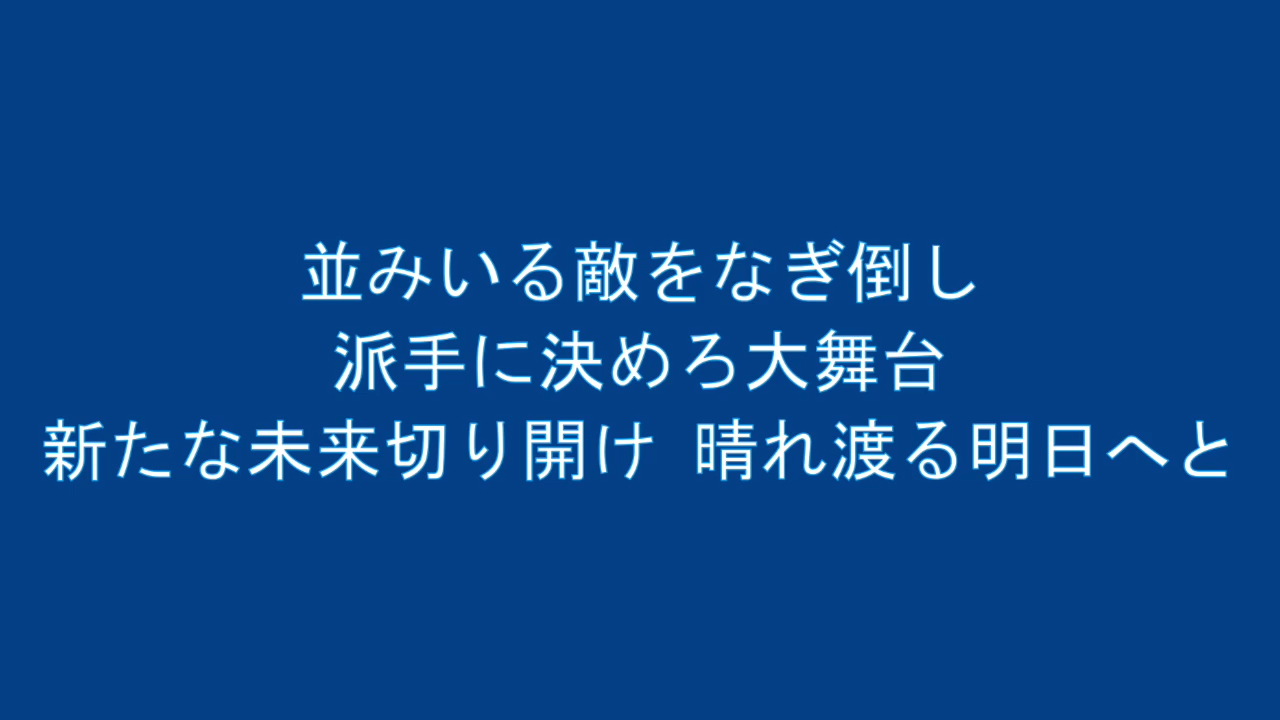 並みいる敵をなぎ倒し
派手に決めろ大舞台
新たな未来切り開け 晴れ渡る明日へと